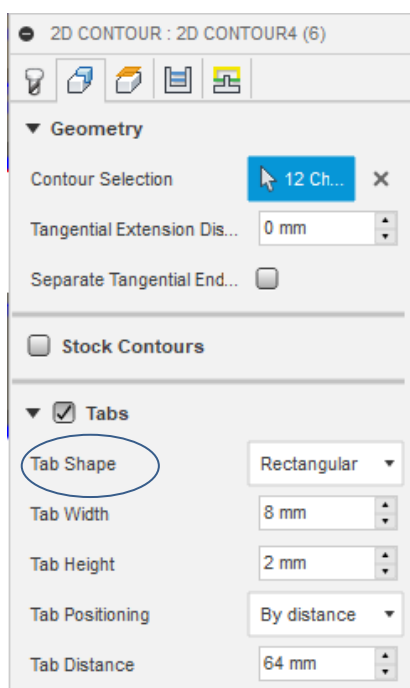 2D CONTOUR : 2D CONTOUR4 (6)
Geometry
Contour Selection 12 Ch...
Tangential Extension Dis... 0 mm
Separate Tangential End...
Stock Contours
Tabs
Tab Shape Rectangular
Tab Width 8 mm
Tab Height 2 mm
Tab Positioning By distance
Tab Distance 64 mm